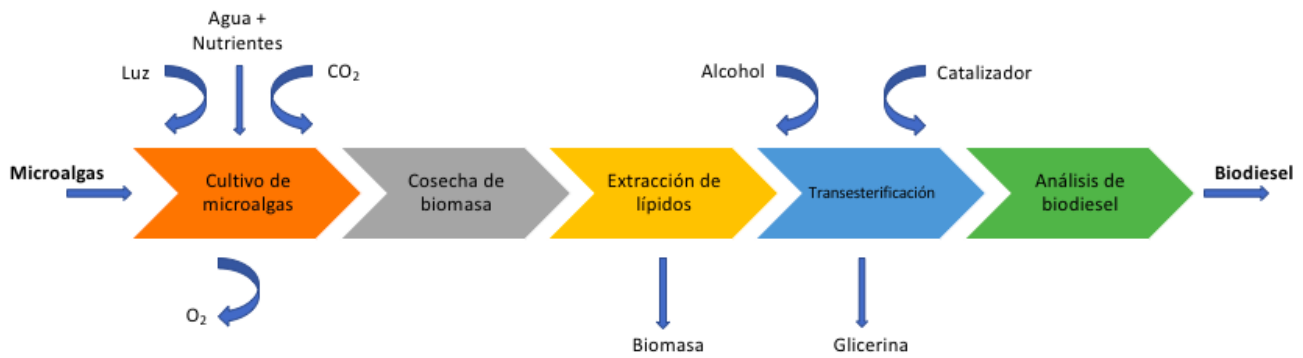 Agua +
Nutrientes
Luz
CO₂
Alcohol
Catalizador
Microalgas
Cultivo de
microalgas
Cosecha de
biomasa
Extracción de
lípidos
Transesterificación
Análisis de
biodiesel
Biodiesel
O₂
Biomasa
Glicerina